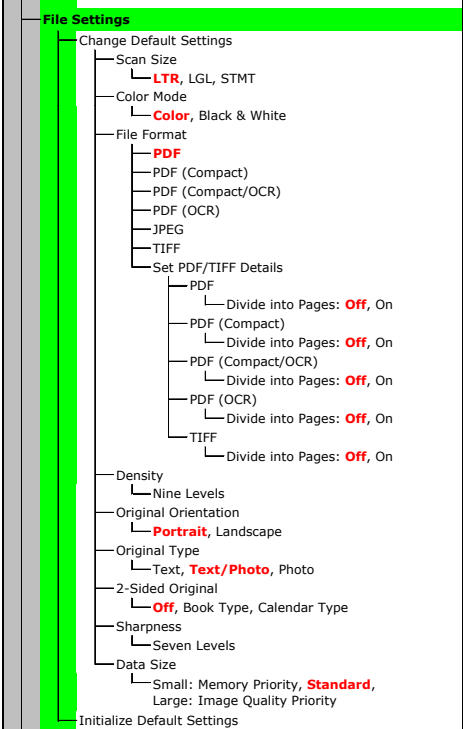 File Settings
Change Default Settings
Scan Size
LTR, LGL, STMT
Color Mode
Color, Black & White
File Format
PDF
PDF (Compact)
PDF (Compact/OCR)
PDF (OCR)
JPEG
TIFF
Set PDF/TIFF Details
PDF
Divide into Pages: Off, On
PDF (Compact)
Divide into Pages: Off, On
PDF (Compact/OCR)
Divide into Pages: Off, On
PDF (OCR)
Divide into Pages: Off, On
TIFF
Divide into Pages: Off, On
Density
Nine Levels
Original Orientation
Portrait, Landscape
Original Type
Text, Text/Photo, Photo
2-Sided Original
Off, Book Type, Calendar Type
Sharpness
Seven Levels
Data Size
Small: Memory Priority, Standard,
Large: Image Quality Priority
Initialize Default Settings